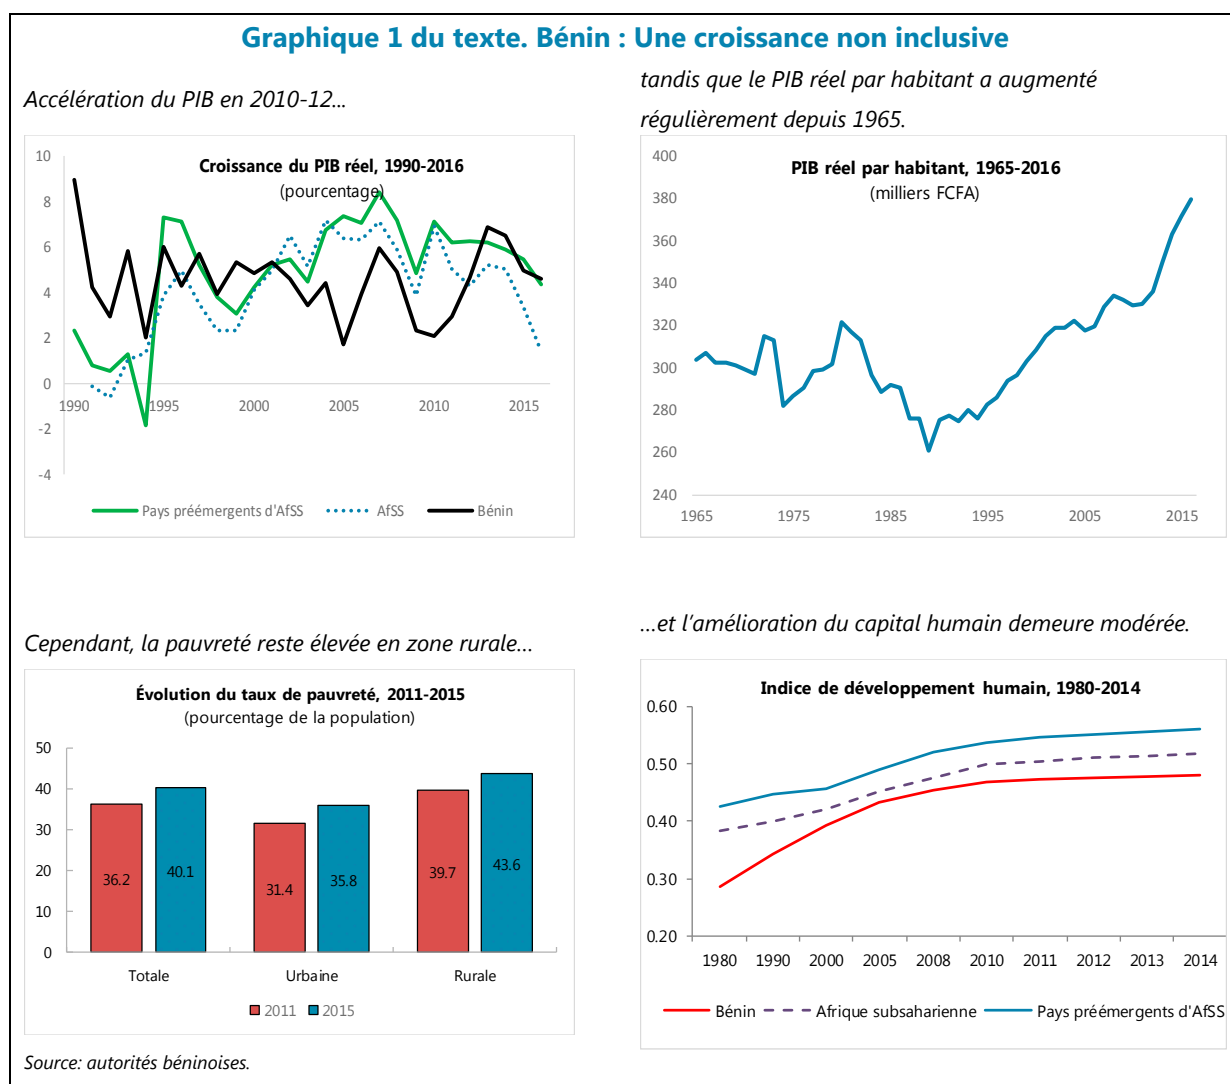 Graphique 1 du texte. Bénin : Une croissance non inclusive
Accélération du PIB en 2010-12...
tandis que le PIB réel par habitant a augmenté
régulièrement depuis 1965.
Croissance du PIB réel, 1990-2016
(pourcentage)
10
8
6
4
2
0
-2
-4
1990
1995
2000
2005
2010
2015
Pays préémergents d'AfSS
AfSS
Bénin
PIB réel par habitant, 1965-2016
(milliers FCFA)
400
380
360
340
320
300
280
260
240
1965
1975
1985
1995
2005
2015
Cependant, la pauvreté reste élevée en zone rurale...
...et l'amélioration du capital humain demeure modérée.
Évolution du taux de pauvreté, 2011-2015
(pourcentage de la population)
50
40
30
20
10
0
36.2
40.1
31.4
35.8
39.7
43.6
Totale
Urbaine
Rurale
2011
2015
Indice de développement humain, 1980-2014
0.60
0.50
0.40
0.30
0.20
1980
1990
2000
2005
2008
2010
2011
2012
2013
2014
Bénin
Afrique subsaharienne
Pays préémergents d'AfSS
Source: autorités béninoises.